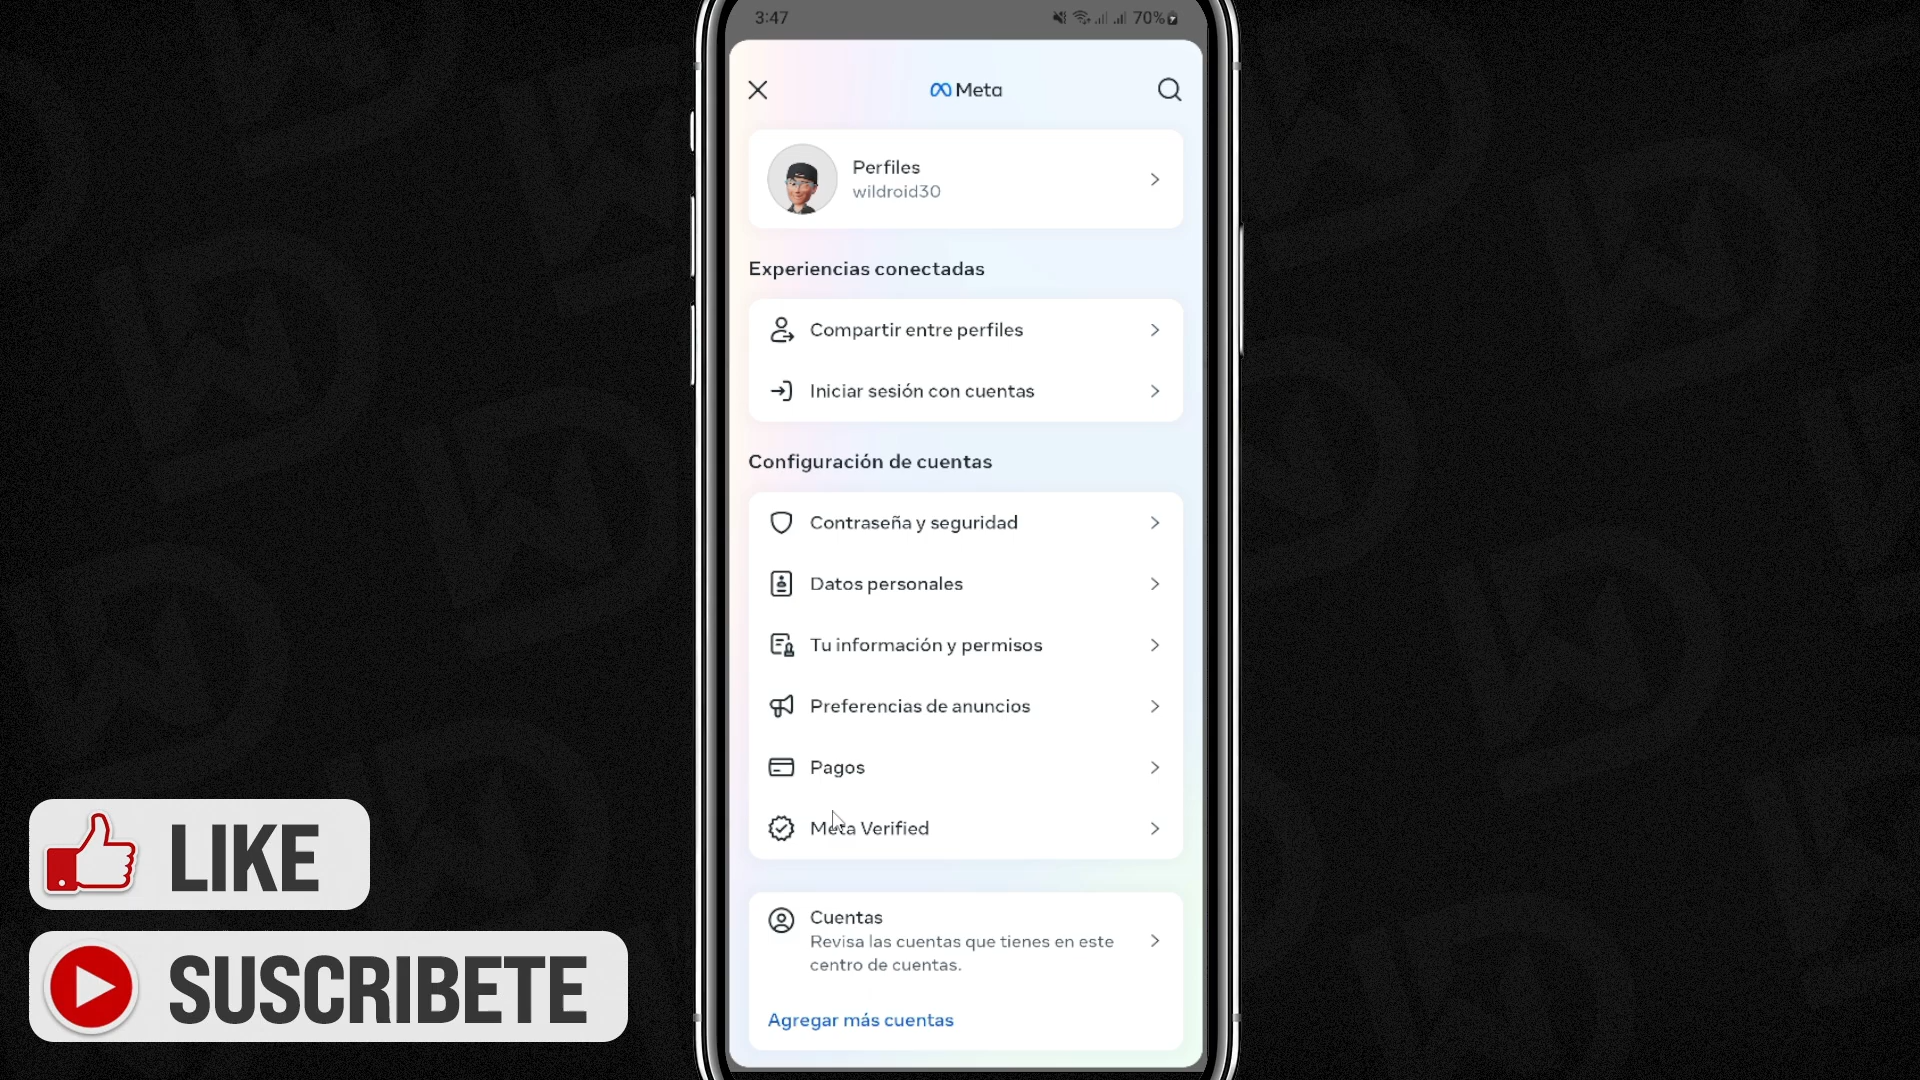 3:47
70%
Meta
Perfiles
wildroid30
Experiencias conectadas
Compartir entre perfiles
Iniciar sesión con cuentas
Configuración de cuentas
Contraseña y seguridad
Datos personales
Tu información y permisos
Preferencias de anuncios
Pagos
Meta Verified
Cuentas
Revisa las cuentas que tienes en este
centro de cuentas.
Agregar más cuentas
LIKE
SUSCRIBETE